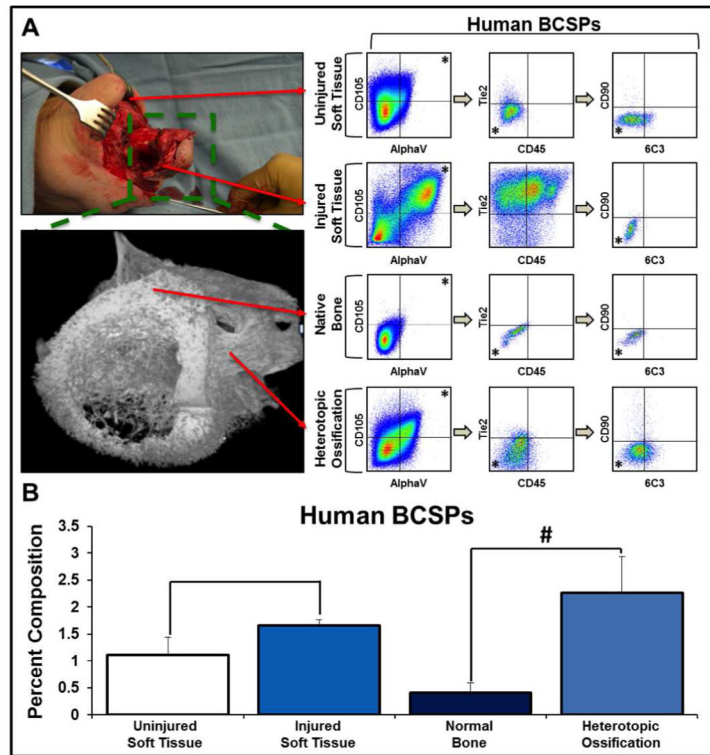 A
Human BCSPs
Uninjured
Soft Tissue
CD105
*
AlphaV
Tie2
*
CD45
CD90
*
6C3
Injured
Soft Tissue
CD105
*
AlphaV
Tie2
CD45
CD90
*
6C3
Native
Bone
CD105
*
AlphaV
Tie2
*
CD45
CD90
*
6C3
Heterotopic
Ossification
CD105
*
AlphaV
Tie2
*
CD45
CD90
*
6C3
B
Human BCSPs
Percent Composition
3.5
3
2.5
2
1.5
1
0.5
0
#
Uninjured
Soft Tissue
Injured
Soft Tissue
Normal
Bone
Heterotopic
Ossification